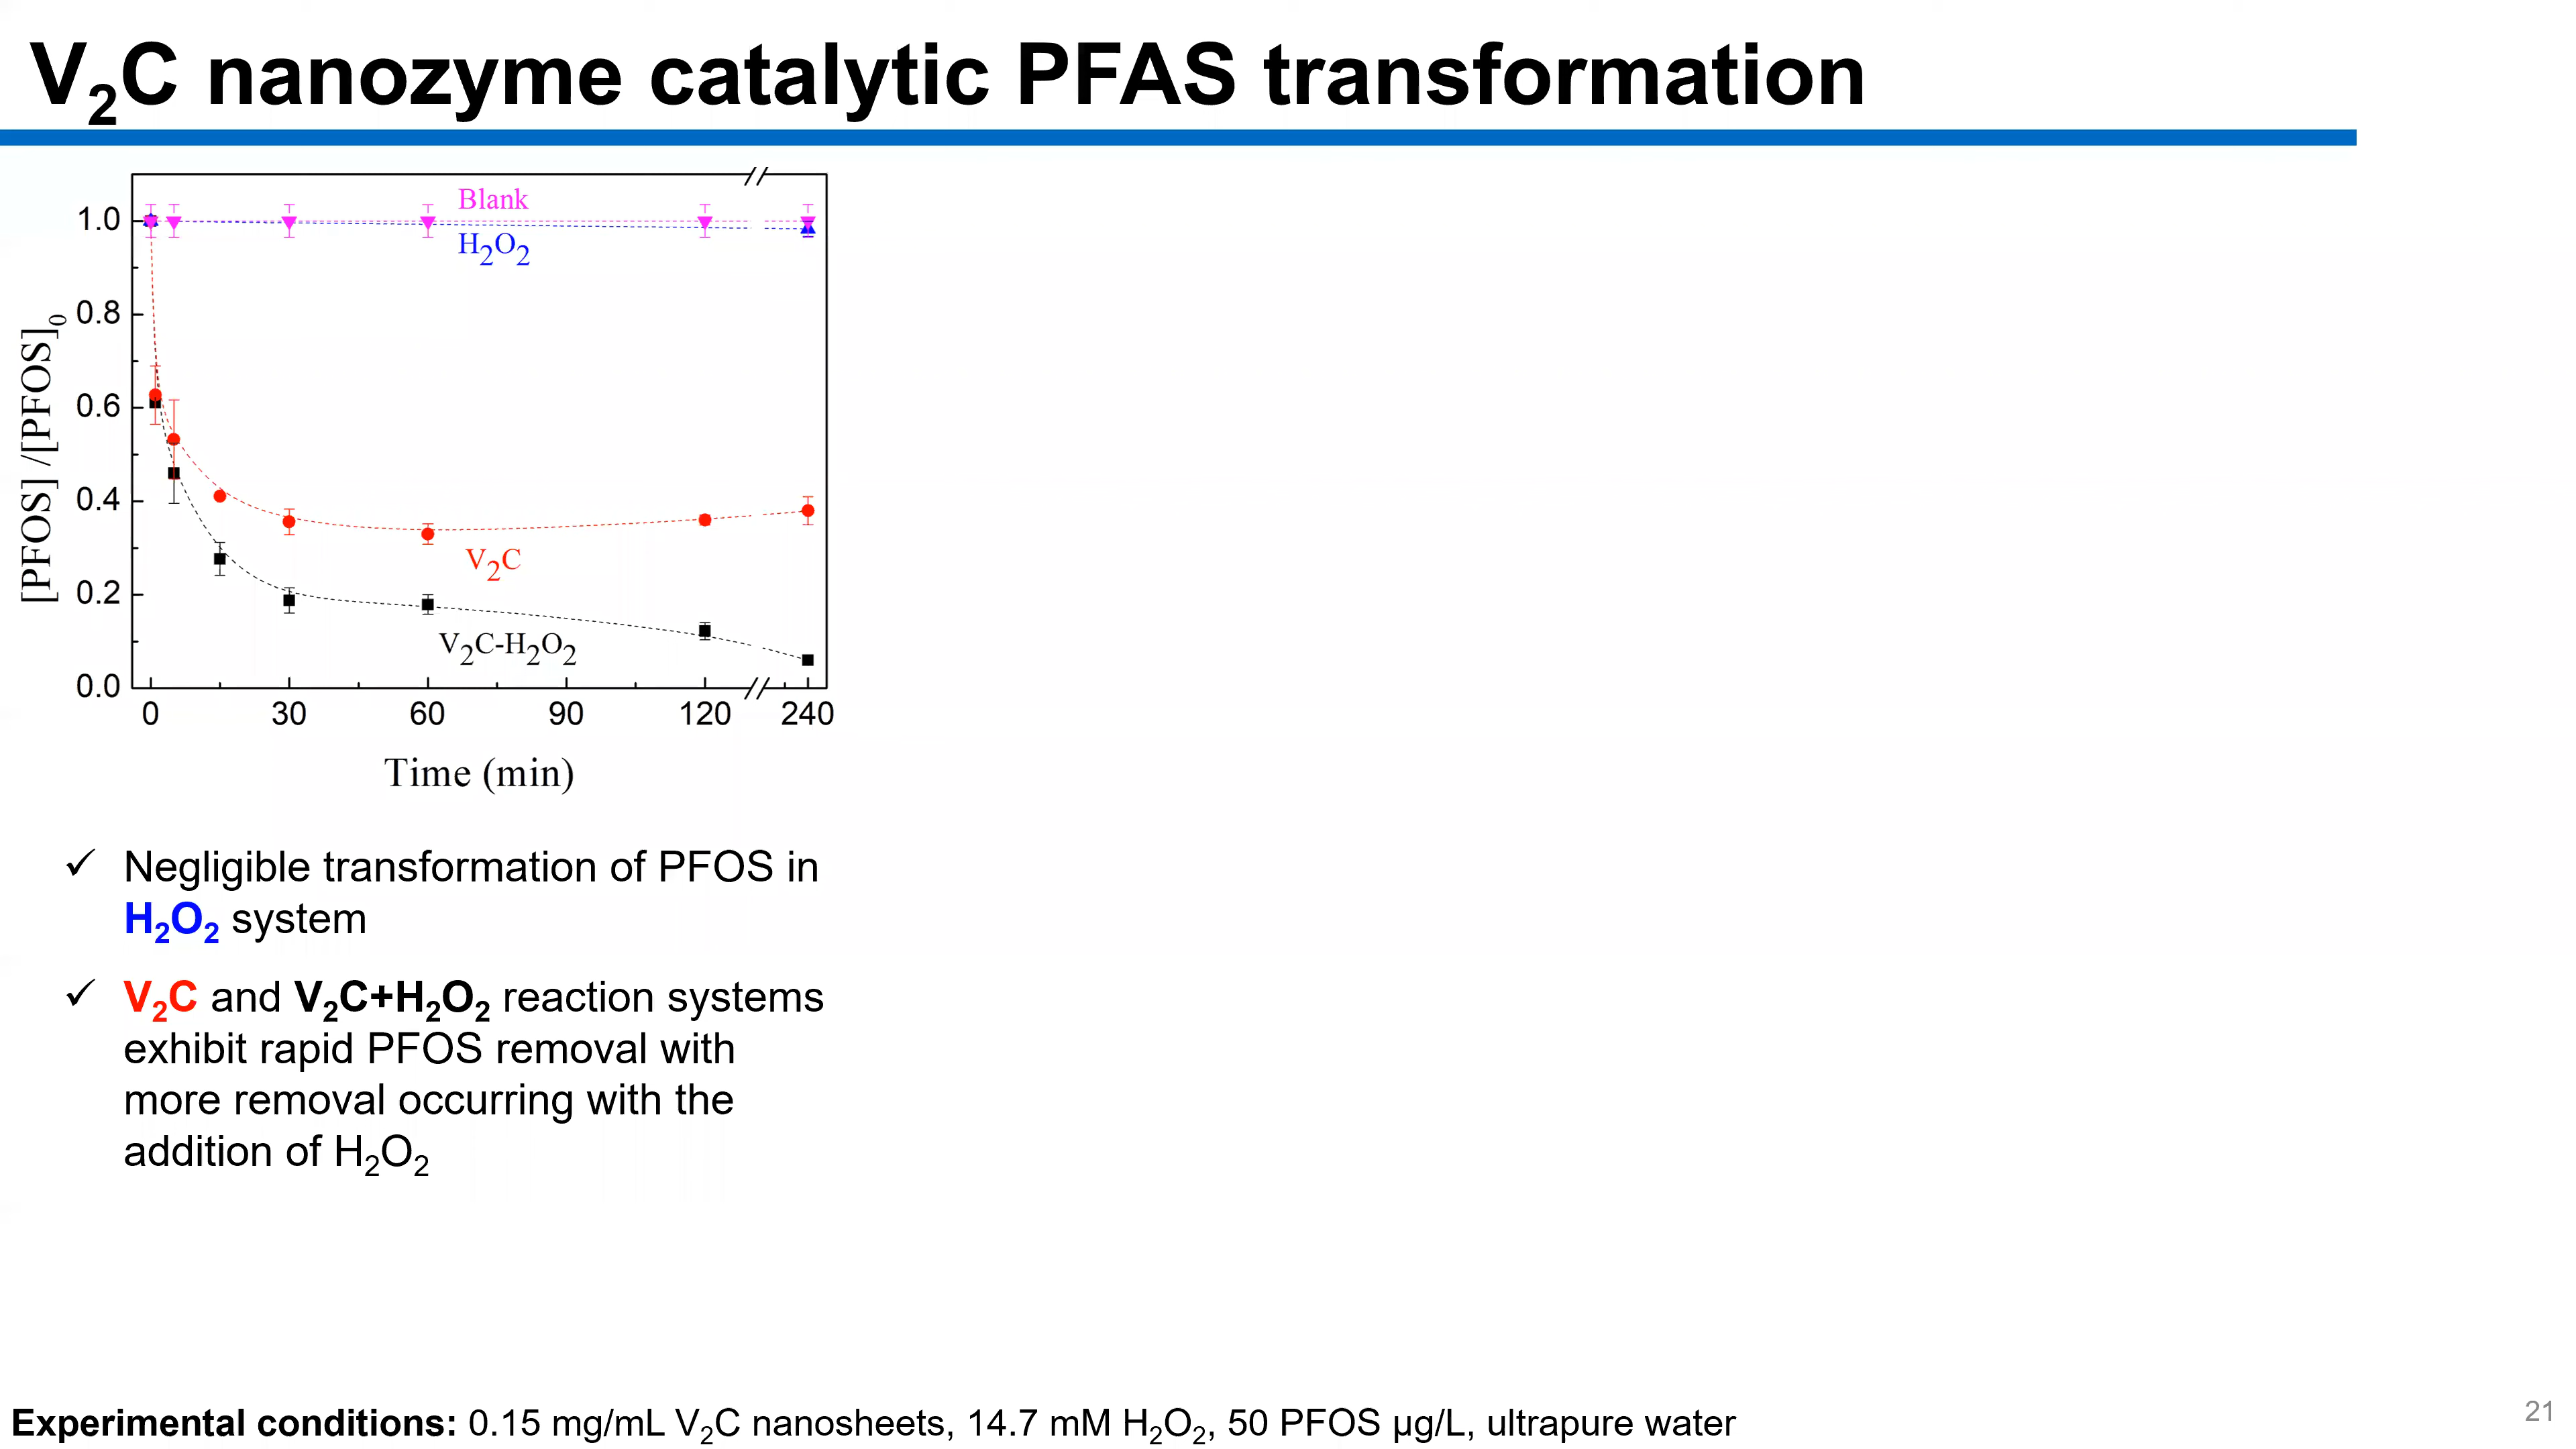 V₂C nanozyme catalytic PFAS transformation
[PFOS] /[PFOS]₀
1.0
0.8
0.6
0.4
0.2
0.0
Blank
H₂O₂
V₂C
V₂C-H₂O₂
0 30 60 90 120 240
Time (min)
✓ Negligible transformation of PFOS in
H₂O₂ system
✓ V₂C and V₂C+H₂O₂ reaction systems
exhibit rapid PFOS removal with
more removal occurring with the
addition of H₂O₂
Experimental conditions: 0.15 mg/mL V₂C nanosheets, 14.7 mM H₂O₂, 50 PFOS µg/L, ultrapure water
21